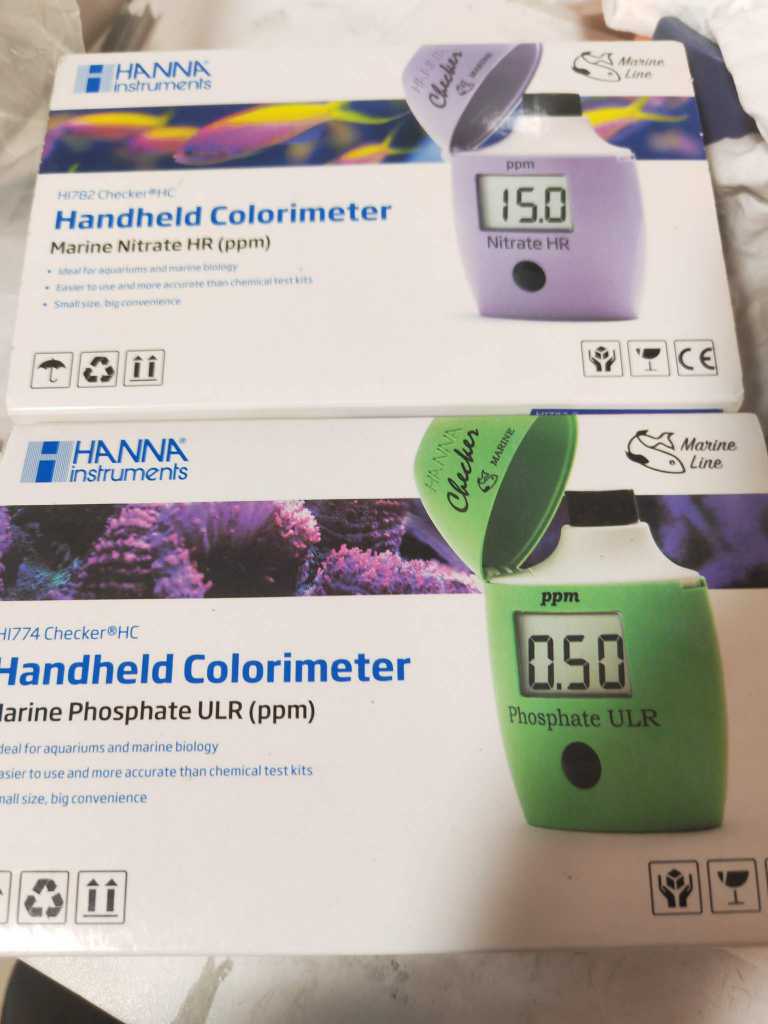 HANNA
instruments
HANNA
Checker
MARINE
Marine
Line
HI782 Checker®HC
Handheld Colorimeter
Marine Nitrate HR (ppm)
• Ideal for aquariums and marine biology
• Easier to use and more accurate than chemical test kits
• Small size, big convenience
ppm
15.0
Nitrate HR
CE
HANNA®
instruments
HANNA
Checker
MARINE
Marine
Line
HI774 Checker®HC
Handheld Colorimeter
Marine Phosphate ULR (ppm)
deal for aquariums and marine biology
asier to use and more accurate than chemical test kits
mall size, big convenience
ppm
0.50
Phosphate ULR